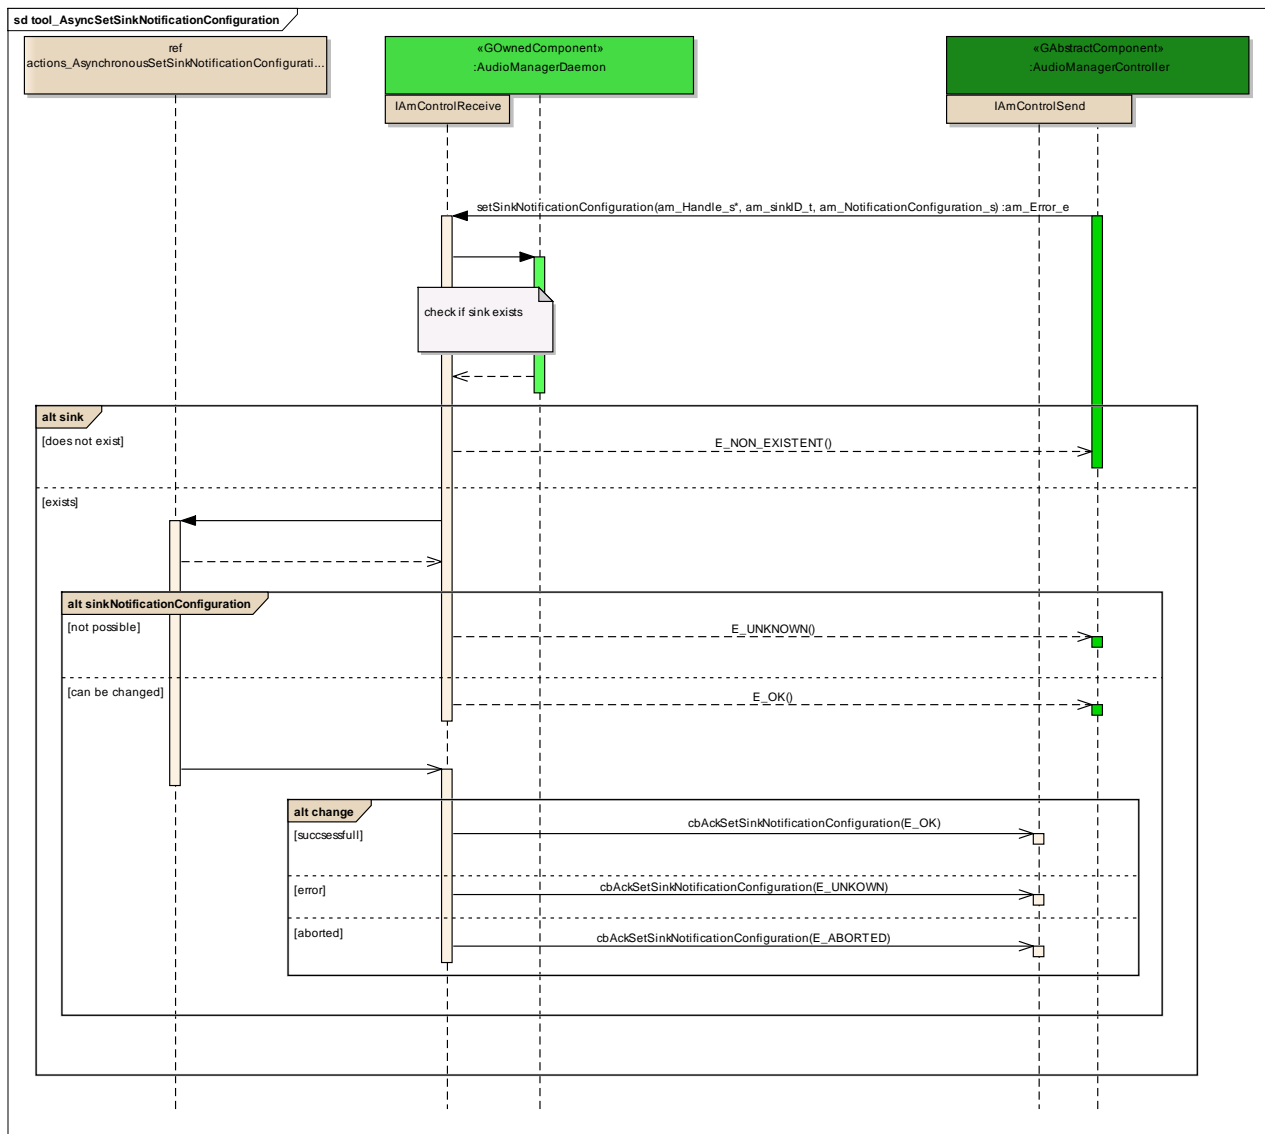 sd tool_AsyncSetSinkNotificationConfiguration
ref
actions_AsynchronousSetSinkNotificationConfigurati...
«GOwnedComponent»
:AudioManagerDaemon
«GAbstractComponent»
:AudioManagerController
IAmControlReceive
IAmControlSend
setSinkNotificationConfiguration(am_Handle_s*, am_sinkID_t, am_NotificationConfiguration_s) :am_Error_e
check if sink exists
alt sink
[does not exist]
E_NON_EXISTENT()
[exists]
alt sinkNotificationConfiguration
[not possible]
E_UNKNOWN()
[can be changed]
E_OK()
alt change
[succsessfull]
cbAckSetSinkNotificationConfiguration(E_OK)
[error]
cbAckSetSinkNotificationConfiguration(E_UNKOWN)
[aborted]
cbAckSetSinkNotificationConfiguration(E_ABORTED)